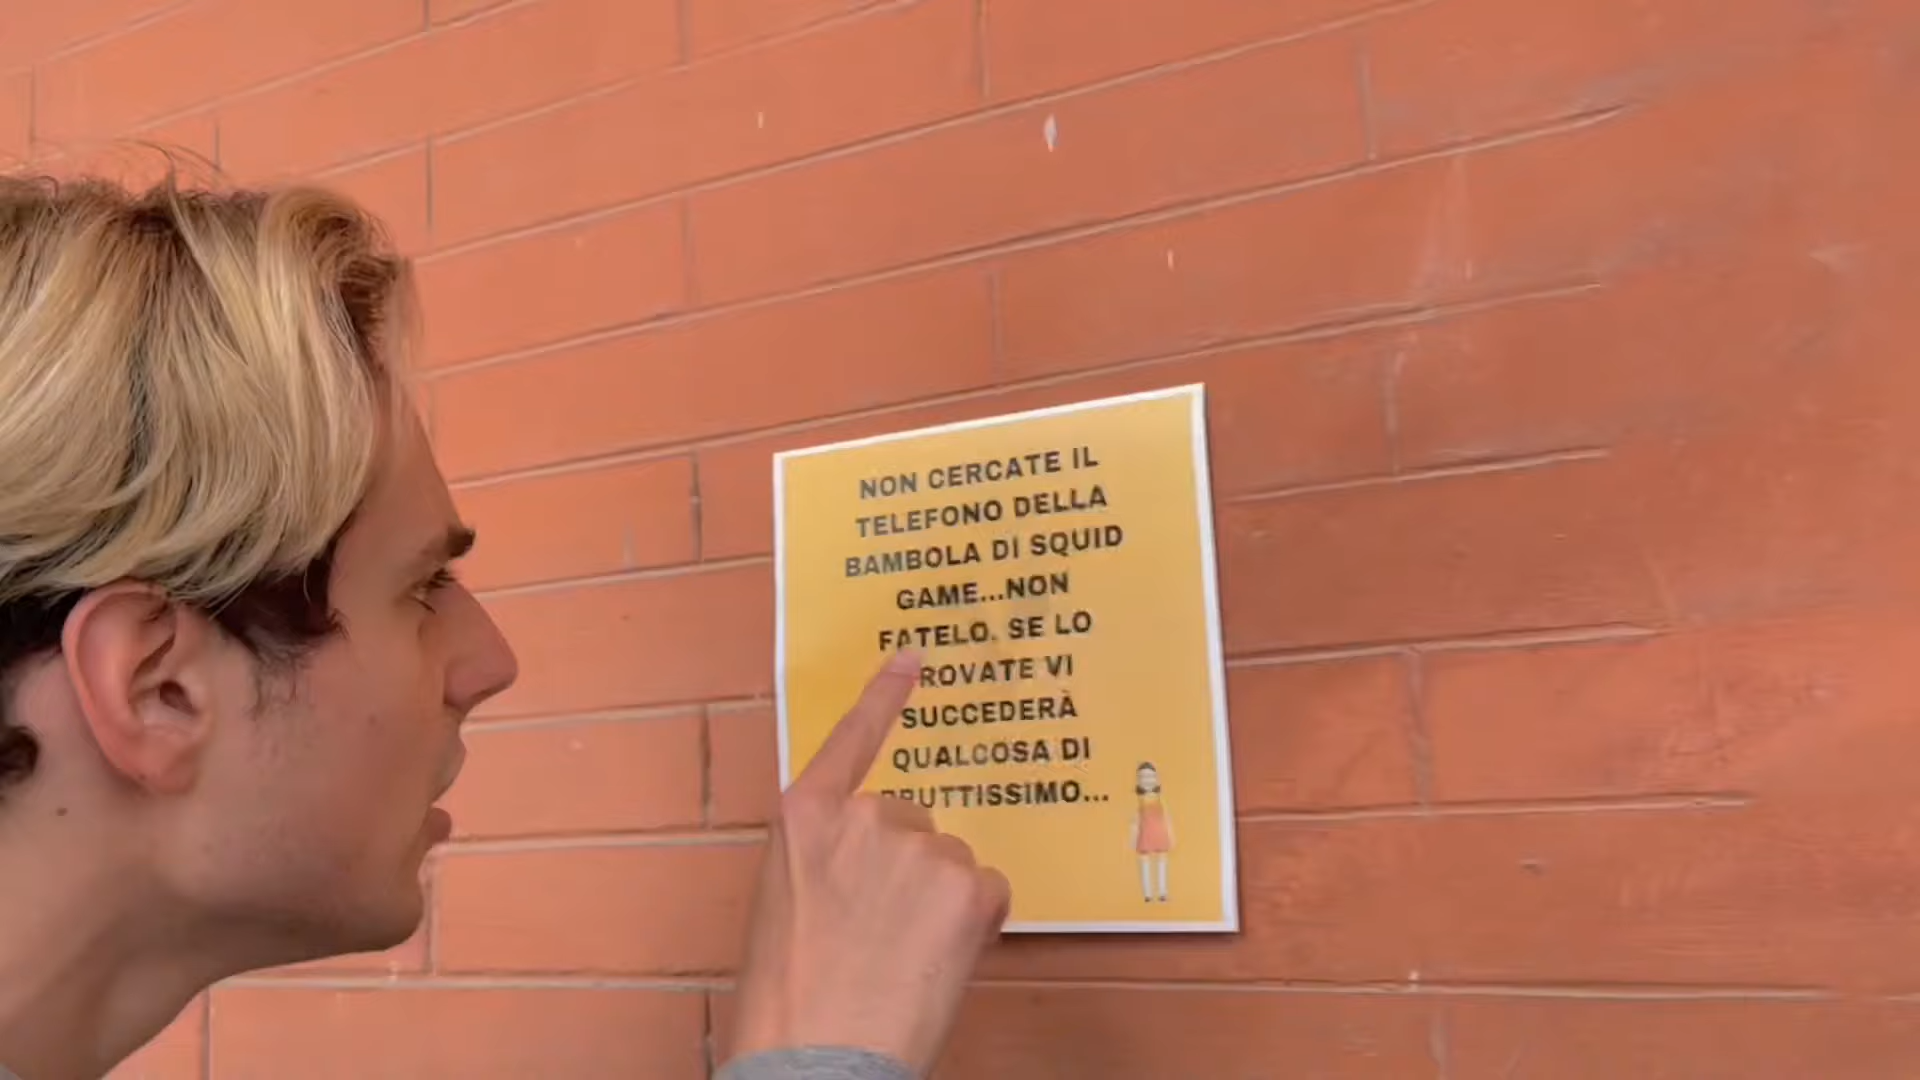 NON CERCATE IL
TELEFONO DELLA
BAMBOLA DI SQUID
GAME...NON
FATELO. SE LO
TROVATE VI
SUCCEDERÀ
QUALCOSA DI
BRUTTISSIMO...